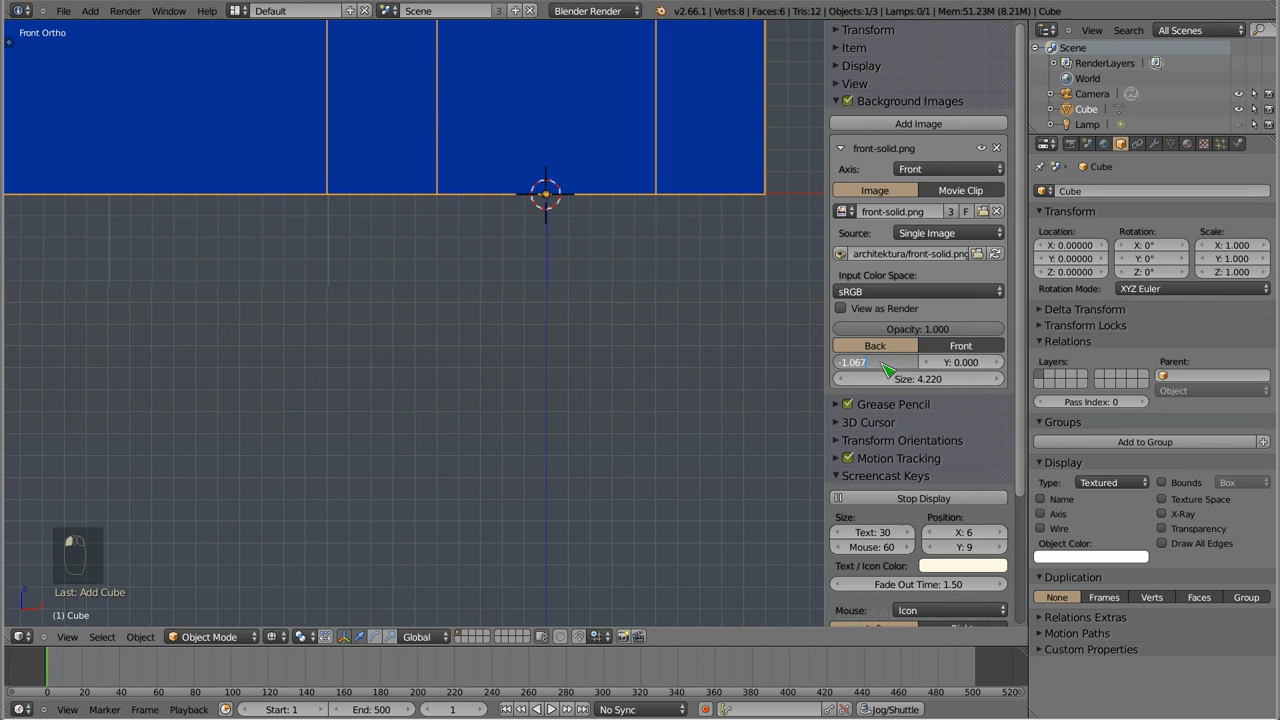 File Add Render Window Help Default Scene 3 Blender Render v2.66.1 | Verts:8 | Faces:6 | Tris:12 | Objects:1/3 | Lamps:0/1 | Mem:51.23M (8.21M) | Cube
Front Ortho
Transform
Item
Display
View
Background Images
Add Image
front-solid.png
Axis: Front
Image Movie Clip
front-solid.png 3 F
Source: Single Image
architektura/front-solid.png
Input Color Space:
sRGB
View as Render
Opacity: 1.000
Back Front
-1.067 Y: 0.000
Size: 4.220
Grease Pencil
3D Cursor
Transform Orientations
Motion Tracking
Screencast Keys
Stop Display
Size: Position:
Text: 30 X: 6
Mouse: 60 Y: 9
Text / Icon Color:
Fade Out Time: 1.50
Mouse: Icon
Last: Add Cube
(1) Cube
View Select Object Object Mode Global
View Search All Scenes
Scene
RenderLayers
World
Camera
Cube
Lamp
Cube
Cube
Transform
Location: Rotation: Scale:
X: 0.00000 X: 0° X: 1.000
Y: 0.00000 Y: 0° Y: 1.000
Z: 0.00000 Z: 0° Z: 1.000
Rotation Mode: XYZ Euler
Delta Transform
Transform Locks
Relations
Layers: Parent:
Object
Pass Index: 0
Groups
Add to Group
Display
Type: Textured Bounds Box
Name Texture Space
Axis X-Ray
Wire Transparency
Object Color: Draw All Edges
Duplication
None Frames Verts Faces Group
Relations Extras
Motion Paths
Custom Properties
0 20 40 60 80 100 120 140 160 180 200 220 240 260 280 300 320 340 360 380 400 420 440 460 480 500 520
View Marker Frame Playback Start: 1 End: 500 1 No Sync Jog/Shuttle